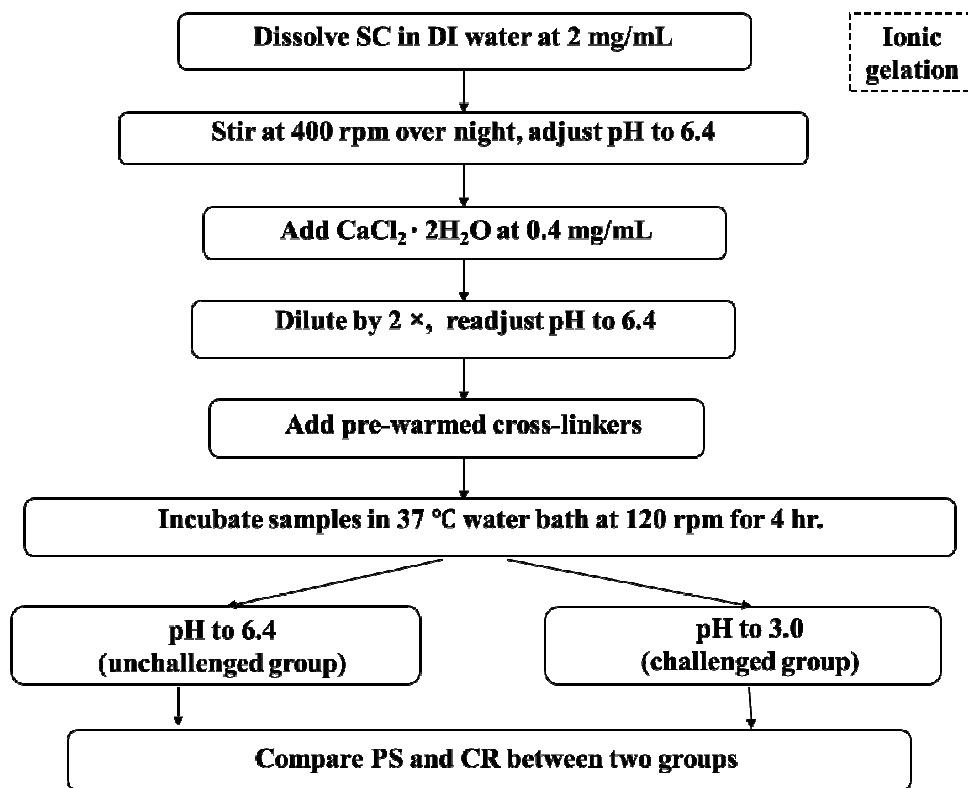 Dissolve SC in DI water at 2 mg/mL
Ionic
gelation
Stir at 400 rpm over night, adjust pH to 6.4
Add CaCl₂ · 2H₂O at 0.4 mg/mL
Dilute by 2 ×, readjust pH to 6.4
Add pre-warmed cross-linkers
Incubate samples in 37 ℃ water bath at 120 rpm for 4 hr.
pH to 6.4
(unchallenged group)
pH to 3.0
(challenged group)
Compare PS and CR between two groups